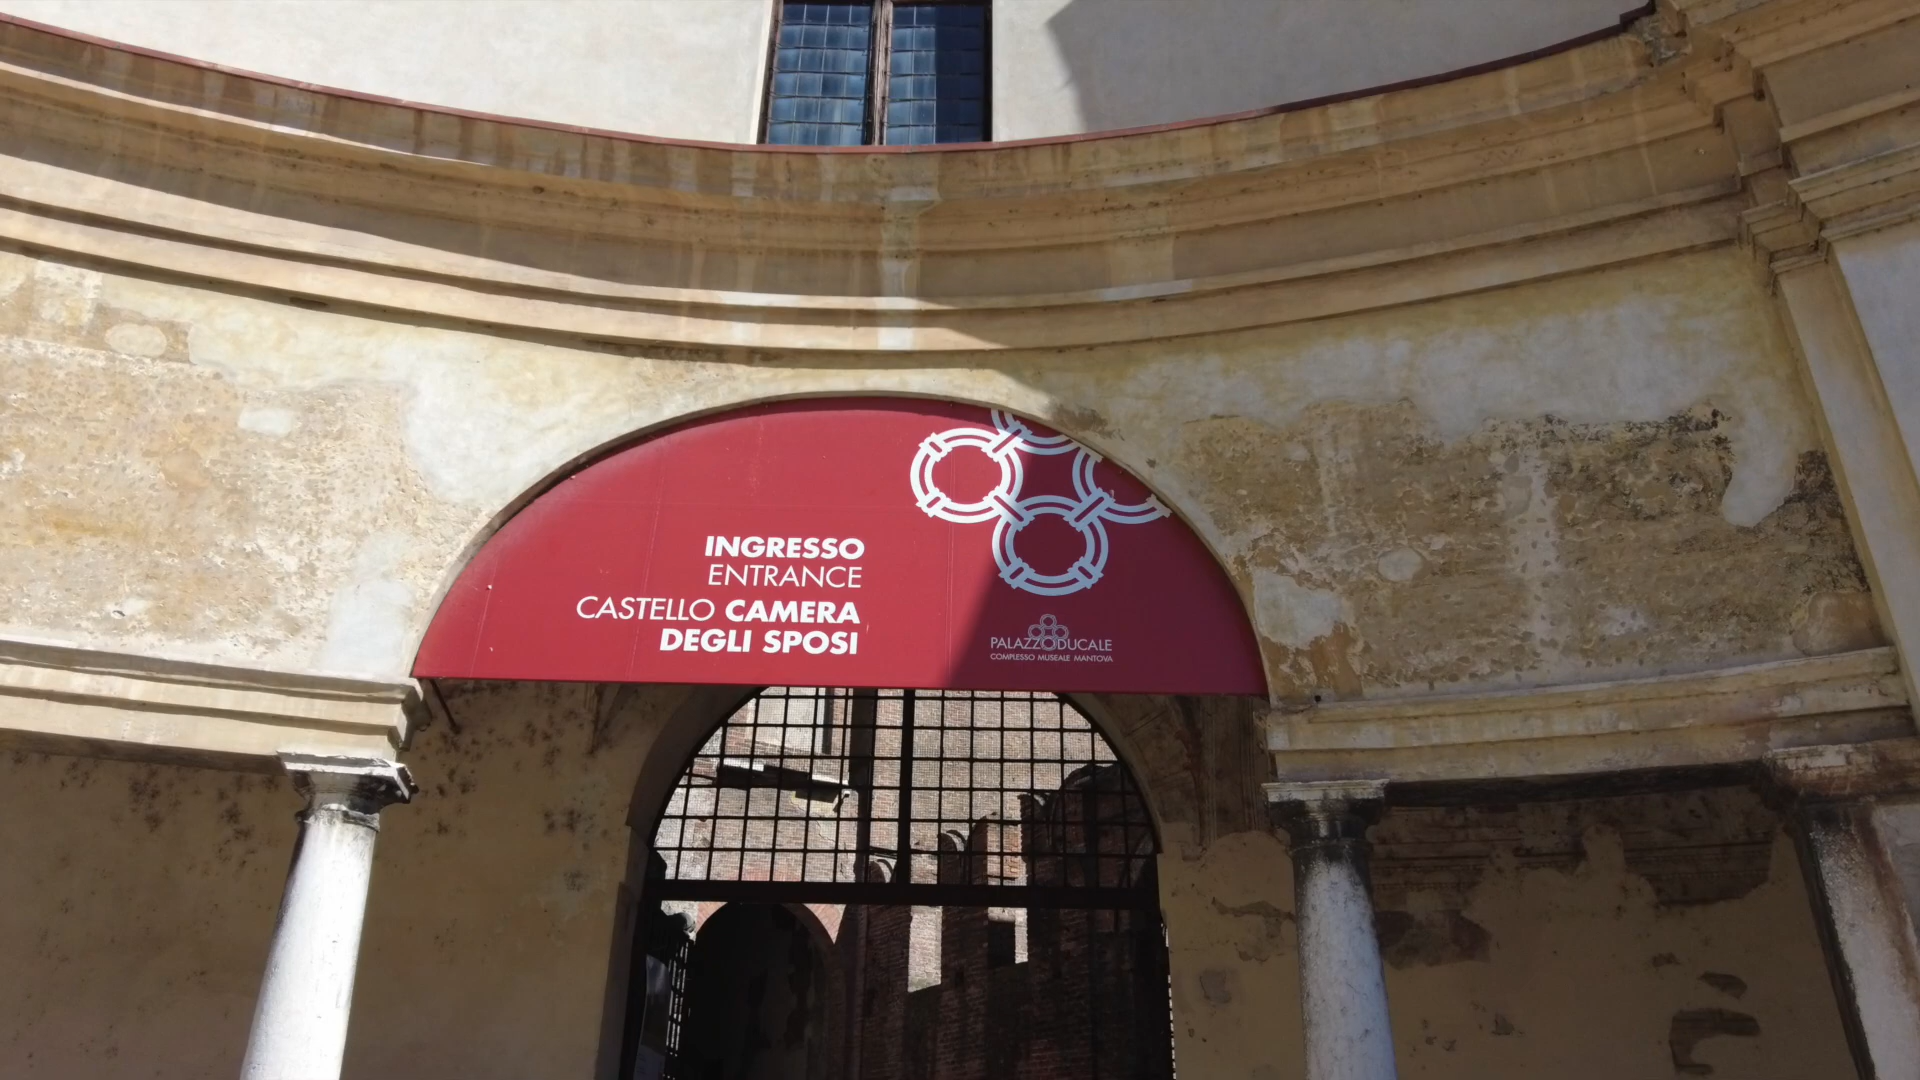 INGRESSO
ENTRANCE
CASTELLO CAMERA
DEGLI SPOSI
PALAZZO DUCALE
COMPLESSO MUSEALE MANTOVA